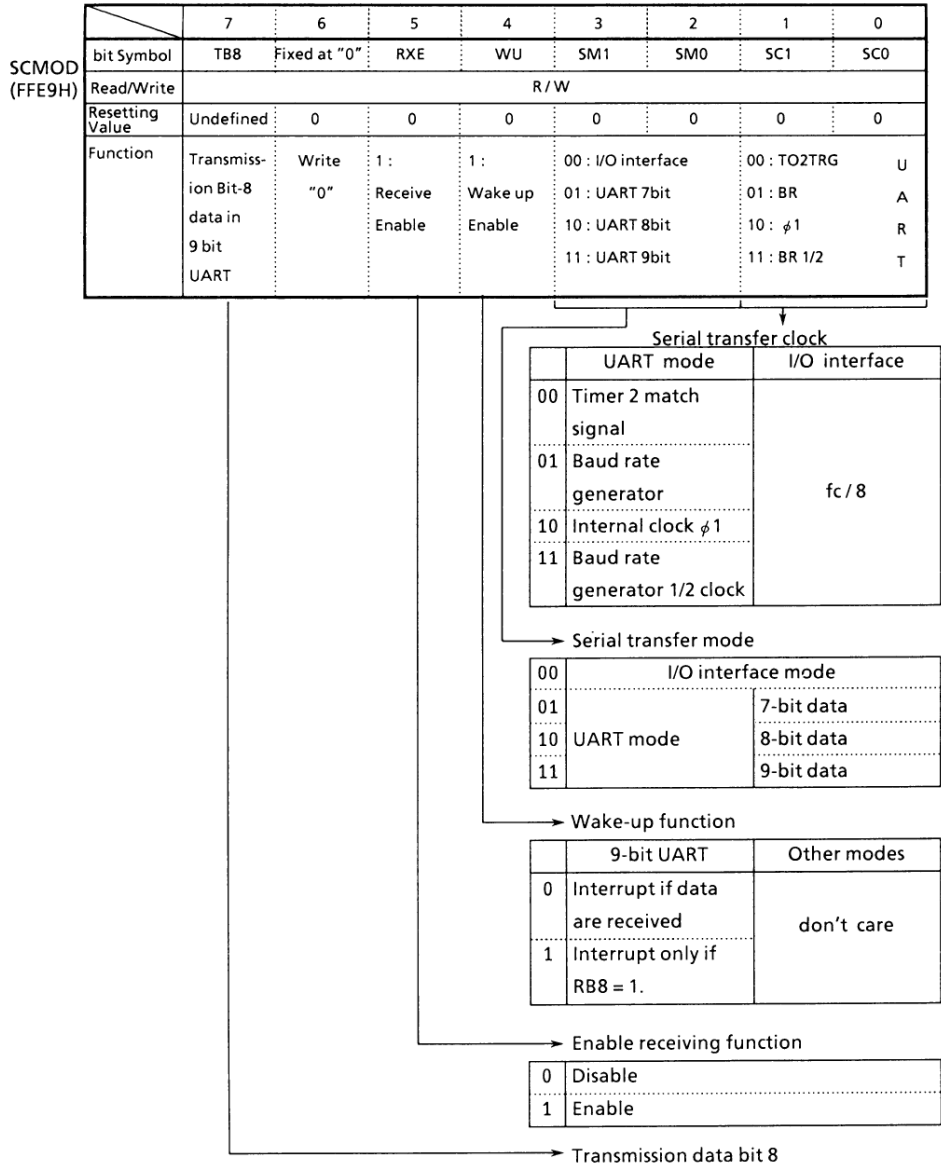 7 6 5 4 3 2 1 0
SCMOD
(FFE9H)
bit Symbol TB8 Fixed at "0" RXE WU SM1 SM0 SC1 SC0
Read/Write R/W
Resetting
Value Undefined 0 0 0 0 0 0 0
Function Transmiss- Write 1 : 1 : 00 : I/O interface 00 : TO2TRG U
ion Bit-8 "0" Receive Wake up 01 : UART 7bit 01 : BR A
data in Enable Enable 10 : UART 8bit 10 : ϕ1 R
9 bit 11 : UART 9bit 11 : BR 1/2 T
UART
Serial transfer clock
UART mode I/O interface
00 Timer 2 match
signal
01 Baud rate
generator
fc / 8
10 Internal clock ϕ1
11 Baud rate
generator 1/2 clock
Serial transfer mode
00 I/O interface mode
01 7-bit data
10 UART mode 8-bit data
11 9-bit data
Wake-up function
9-bit UART Other modes
0 Interrupt if data
are received don't care
1 Interrupt only if
RB8 = 1.
Enable receiving function
0 Disable
1 Enable
Transmission data bit 8